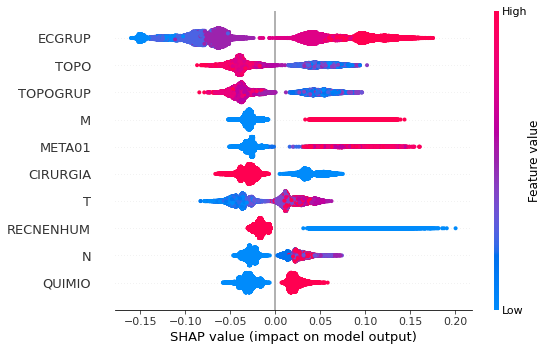 High
ECGRUP
TOPO
TOPOGRUP
M
META01
CIRURGIA
T
RECNENHUM
N
QUIMIO
Feature value
Low
−0.15 −0.10 −0.05 0.00 0.05 0.10 0.15 0.20
SHAP value (impact on model output)